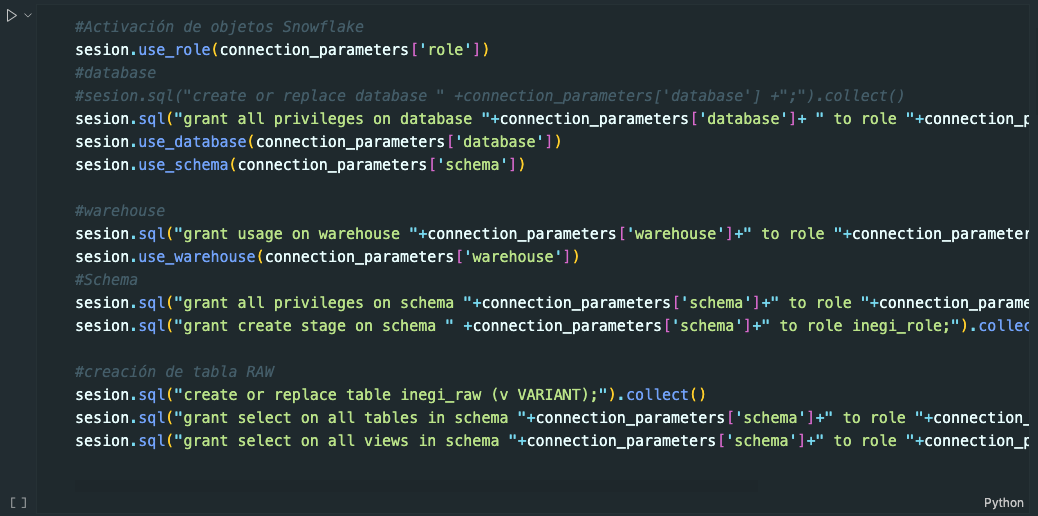 #Activación de objetos Snowflake
sesion.use_role(connection_parameters['role'])
#database
#sesion.sql("create or replace database " +connection_parameters['database'] +";").collect()
sesion.sql("grant all privileges on database "+connection_parameters['database']+ " to role "+connection_p
sesion.use_database(connection_parameters['database'])
sesion.use_schema(connection_parameters['schema'])
#warehouse
sesion.sql("grant usage on warehouse "+connection_parameters['warehouse']+" to role "+connection_parameter
sesion.use_warehouse(connection_parameters['warehouse'])
#Schema
sesion.sql("grant all privileges on schema "+connection_parameters['schema']+" to role "+connection_parame
sesion.sql("grant create stage on schema " +connection_parameters['schema']+" to role inegi_role;").collec
#creación de tabla RAW
sesion.sql("create or replace table inegi_raw (v VARIANT);").collect()
sesion.sql("grant select on all tables in schema "+connection_parameters['schema']+" to role "+connection_
sesion.sql("grant select on all views in schema "+connection_parameters['schema']+" to role "+connection_p
[ ]
Python